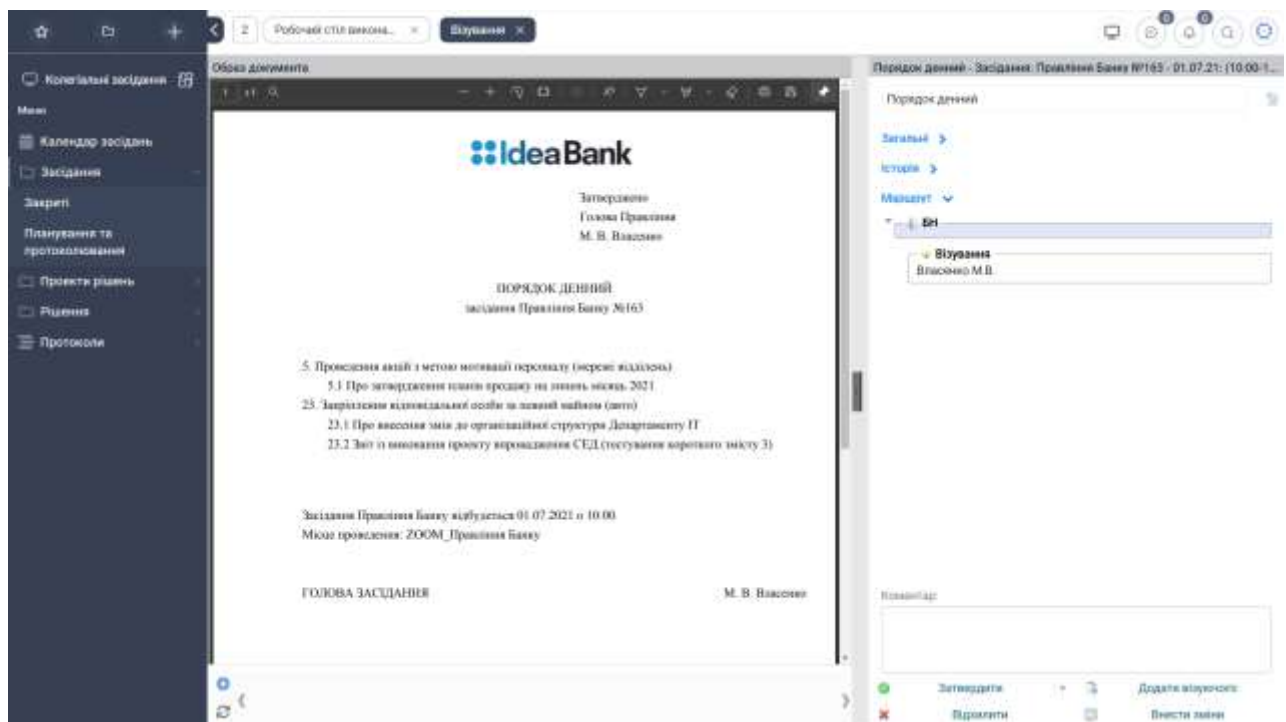 2 Робочий стіл викона... × Візування ×
0 0
Колегіальні засідання
Меню
Календар засідань
Засідання
Закриті
Планування та
протоколювання
Проекти рішень
Рішення
Протоколи
Образ документа
IdeaBank
Затверджено
Голова Правління
М. В. Власенко
ПОРЯДОК ДЕННИЙ
засідання Правління Банку №163
5. Проведення акцій з метою мотивації персоналу (мережі відділень)
5.1 Про затвердження планів продажу на липень місяць 2021
23. Закріплення відповідальної особи за певний майном (авто)
23.1 Про внесення змін до організаційної структури Департаменту ІТ
23.2 Звіт із виконання проекту впровадження СЕД (тестування короткого змісту 3)
Засідання Правління Банку відбудеться 01.07.2021 о 10:00
Місце проведення: ZOOM_Правління Банку
ГОЛОВА ЗАСІДАННЯ М. В. Власенко
Порядок денний - Засідання: Правління Банку №163 - 01.07.21: (10:00-1...
Порядок денний
Загальні
Історія
Маршрут
БН
Візування
Власенко М.В.
Коментар
Затвердити Додати візуючого
Відхилити Внести зміни